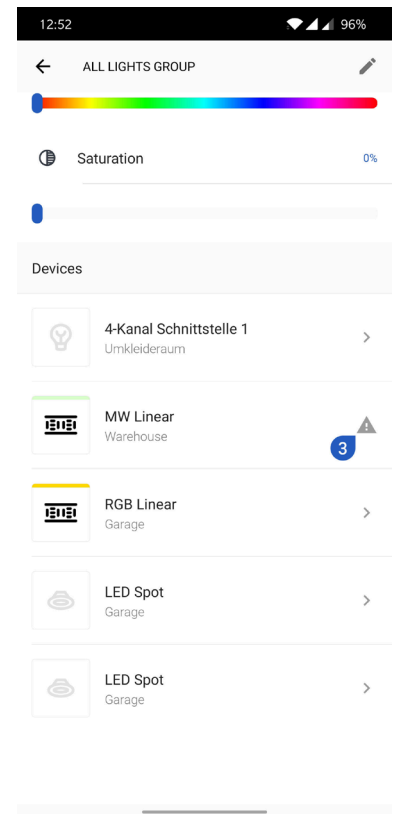 12:52
96%
ALL LIGHTS GROUP
Saturation
0%
Devices
4-Kanal Schnittstelle 1
Umkleideraum
MW Linear
Warehouse
3
RGB Linear
Garage
LED Spot
Garage
LED Spot
Garage